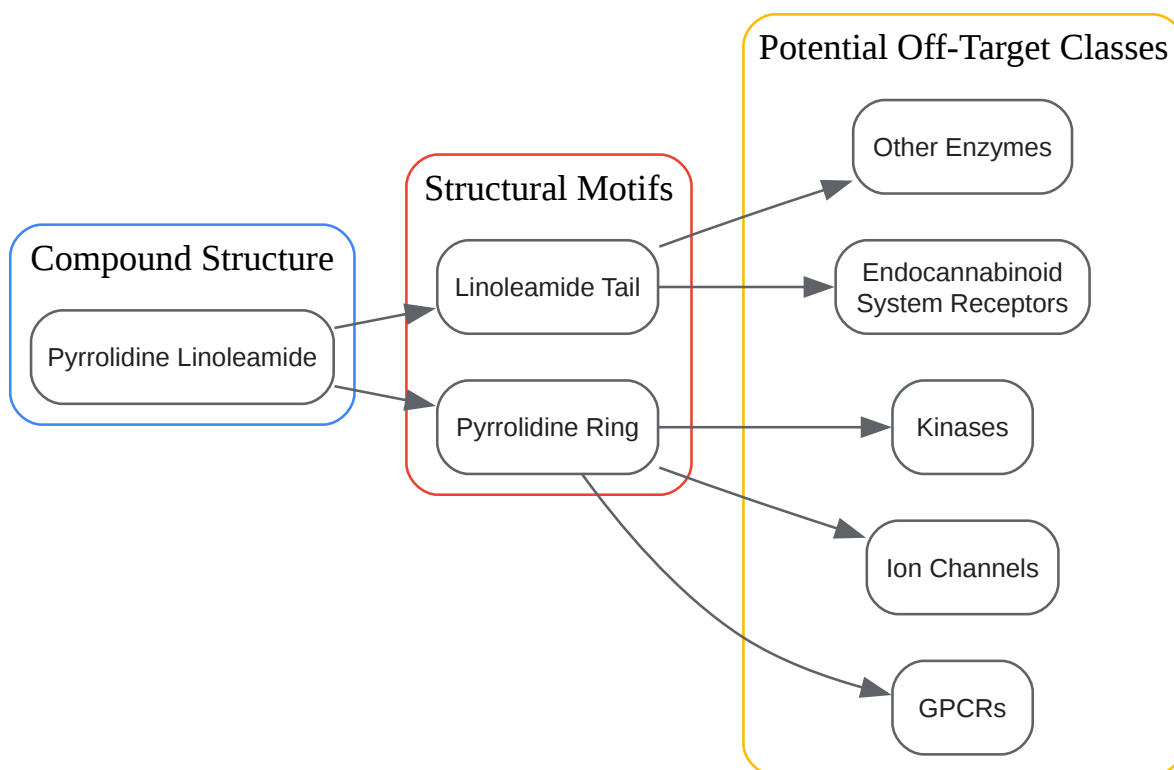 Compound Structure
Pyrrolidine Linoleamide
Structural Motifs
Linoleamide Tail
Pyrrolidine Ring
Potential Off-Target Classes
Other Enzymes
Endocannabinoid
System Receptors
Kinases
Ion Channels
GPCRs